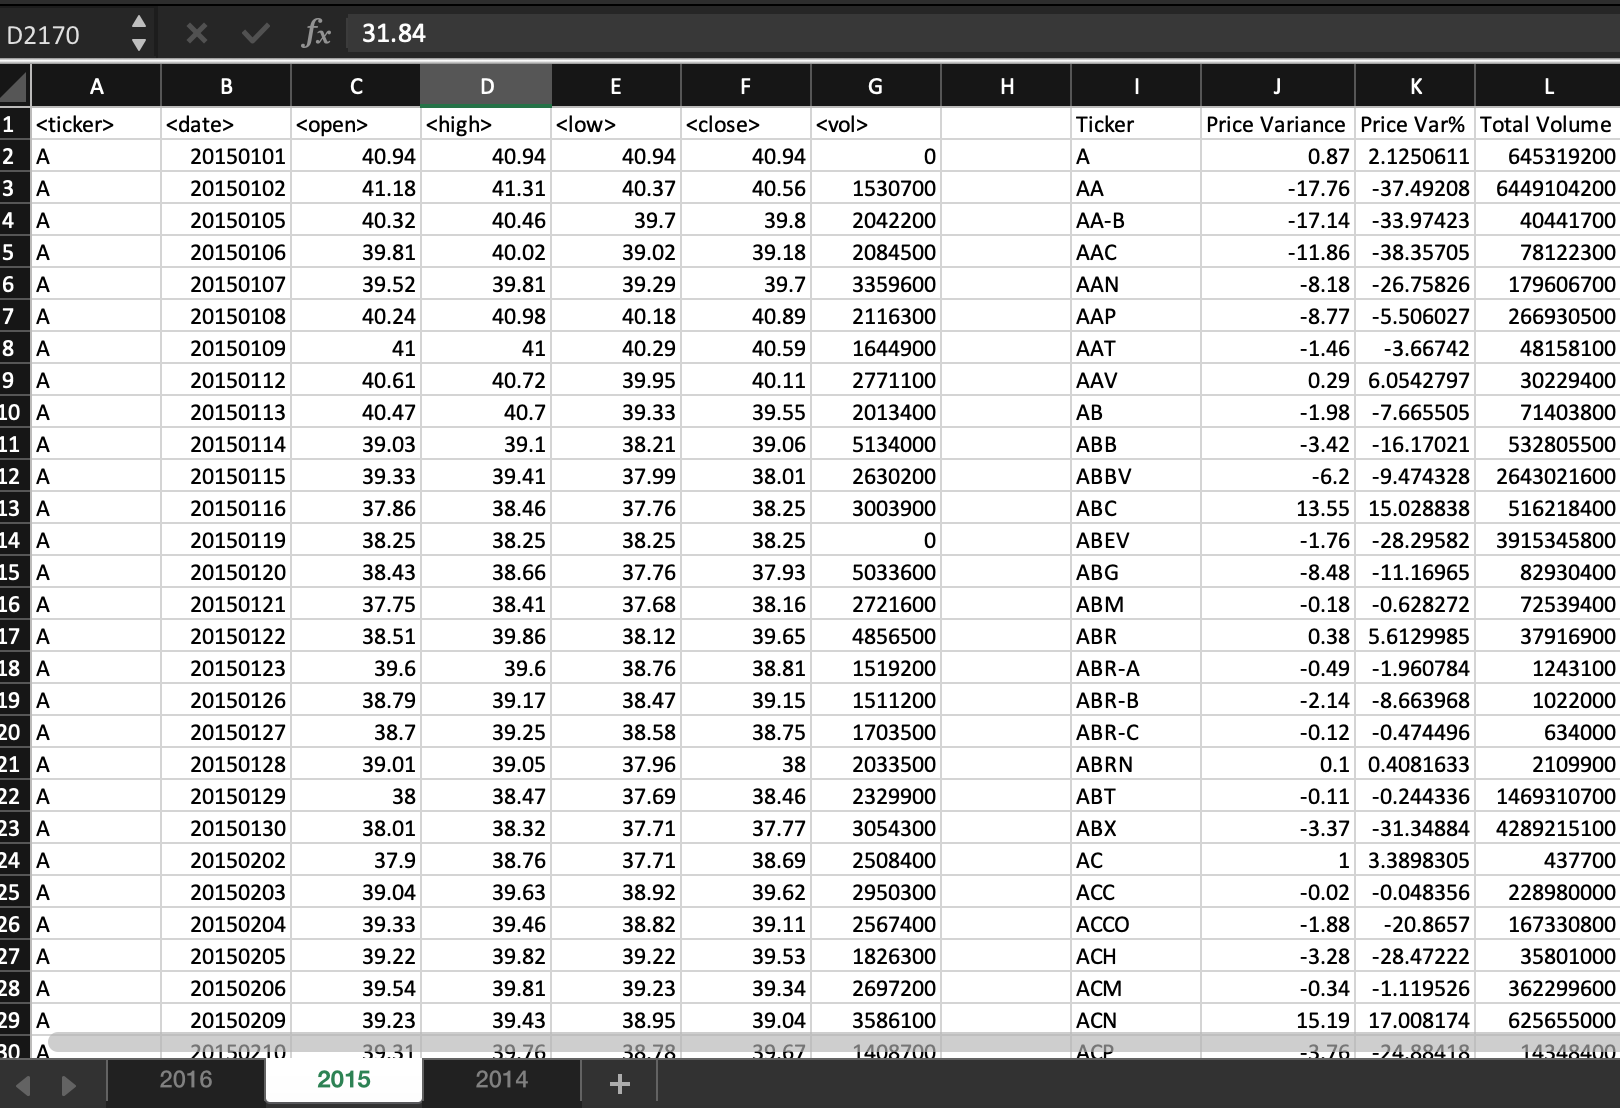 D2170 fx 31.84
A B C D E F G H I J K L
1 <ticker> <date> <open> <high> <low> <close> <vol> Ticker Price Variance Price Var% Total Volume
2 A 20150101 40.94 40.94 40.94 40.94 0 A 0.87 2.1250611 645319200
3 A 20150102 41.18 41.31 40.37 40.56 1530700 AA -17.76 -37.49208 6449104200
4 A 20150105 40.32 40.46 39.7 39.8 2042200 AA-B -17.14 -33.97423 40441700
5 A 20150106 39.81 40.02 39.02 39.18 2084500 AAC -11.86 -38.35705 78122300
6 A 20150107 39.52 39.81 39.29 39.7 3359600 AAN -8.18 -26.75826 179606700
7 A 20150108 40.24 40.98 40.18 40.89 2116300 AAP -8.77 -5.506027 266930500
8 A 20150109 41 41 40.29 40.59 1644900 AAT -1.46 -3.66742 48158100
9 A 20150112 40.61 40.72 39.95 40.11 2771100 AAV 0.29 6.0542797 30229400
10 A 20150113 40.47 40.7 39.33 39.55 2013400 AB -1.98 -7.665505 71403800
11 A 20150114 39.03 39.1 38.21 39.06 5134000 ABB -3.42 -16.17021 532805500
12 A 20150115 39.33 39.41 37.99 38.01 2630200 ABBV -6.2 -9.474328 2643021600
13 A 20150116 37.86 38.46 37.76 38.25 3003900 ABC 13.55 15.028838 516218400
14 A 20150119 38.25 38.25 38.25 38.25 0 ABEV -1.76 -28.29582 3915345800
15 A 20150120 38.43 38.66 37.76 37.93 5033600 ABG -8.48 -11.16965 82930400
16 A 20150121 37.75 38.41 37.68 38.16 2721600 ABM -0.18 -0.628272 72539400
17 A 20150122 38.51 39.86 38.12 39.65 4856500 ABR 0.38 5.6129985 37916900
18 A 20150123 39.6 39.6 38.76 38.81 1519200 ABR-A -0.49 -1.960784 1243100
19 A 20150126 38.79 39.17 38.47 39.15 1511200 ABR-B -2.14 -8.663968 1022000
20 A 20150127 38.7 39.25 38.58 38.75 1703500 ABR-C -0.12 -0.474496 634000
21 A 20150128 39.01 39.05 37.96 38 2033500 ABRN 0.1 0.4081633 2109900
22 A 20150129 38 38.47 37.69 38.46 2329900 ABT -0.11 -0.244336 1469310700
23 A 20150130 38.01 38.32 37.71 37.77 3054300 ABX -3.37 -31.34884 4289215100
24 A 20150202 37.9 38.76 37.71 38.69 2508400 AC 1 3.3898305 437700
25 A 20150203 39.04 39.63 38.92 39.62 2950300 ACC -0.02 -0.048356 228980000
26 A 20150204 39.33 39.46 38.82 39.11 2567400 ACCO -1.88 -20.8657 167330800
27 A 20150205 39.22 39.82 39.22 39.53 1826300 ACH -3.28 -28.47222 35801000
28 A 20150206 39.54 39.81 39.23 39.34 2697200 ACM -0.34 -1.119526 362299600
29 A 20150209 39.23 39.43 38.95 39.04 3586100 ACN 15.19 17.008174 625655000
30 A 20150210 39.31 39.76 38.78 39.67 1408700 ACP -3.76 -24.88418 14348400
2016 2015 2014 +